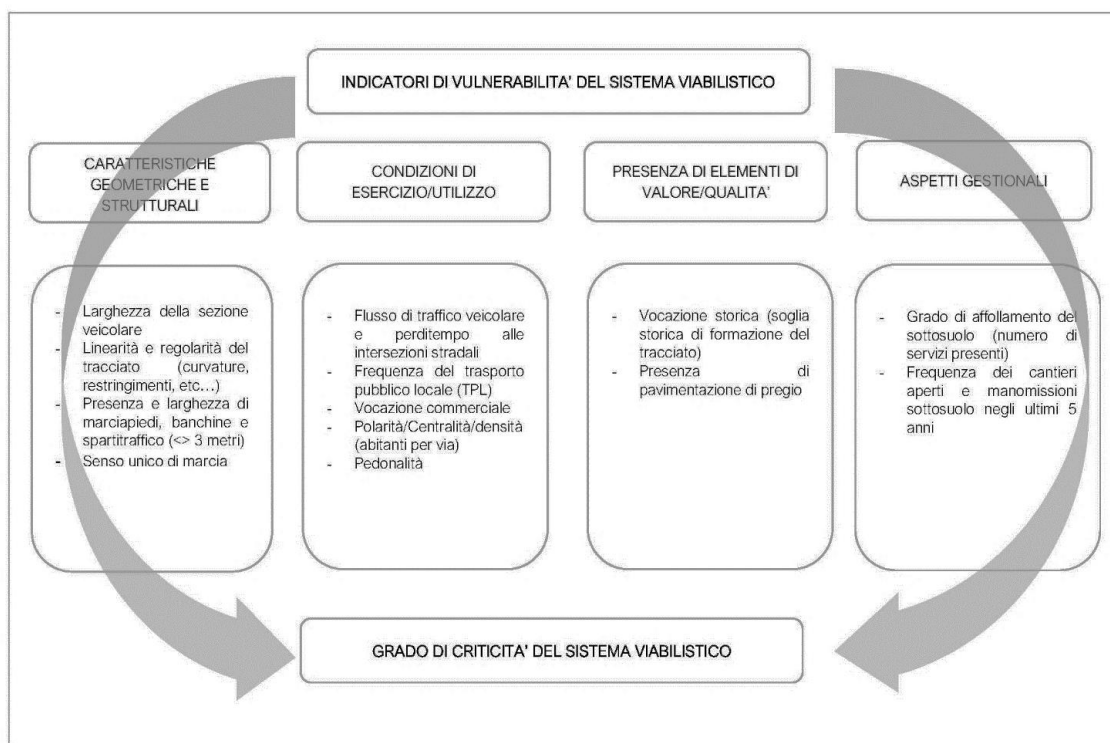 INDICATORI DI VULNERABILITA' DEL SISTEMA VIABILISTICO
CARATTERISTICHE
GEOMETRICHE E
STRUTTURALI
CONDIZIONI DI
ESERCIZIO/UTILIZZO
PRESENZA DI ELEMENTI DI
VALORE/QUALITA'
ASPETTI GESTIONALI
- Larghezza della sezione
veicolare
- Linearità e regolarità del
tracciato (curvature,
restringimenti, etc...)
- Presenza e larghezza di
marciapiedi, banchine e
spartitraffico (<> 3 metri)
- Senso unico di marcia
- Flusso di traffico veicolare
e perditempo alle
intersezioni stradali
- Frequenza del trasporto
pubblico locale (TPL)
- Vocazione commerciale
- Polarità/Centralità/densità
(abitanti per via)
- Pedonalità
- Vocazione storica (soglia
storica di formazione del
tracciato)
- Presenza di
pavimentazione di pregio
- Grado di affollamento del
sottosuolo (numero di
servizi presenti)
- Frequenza dei cantieri
aperti e manomissioni
sottosuolo negli ultimi 5
anni
GRADO DI CRITICITA' DEL SISTEMA VIABILISTICO